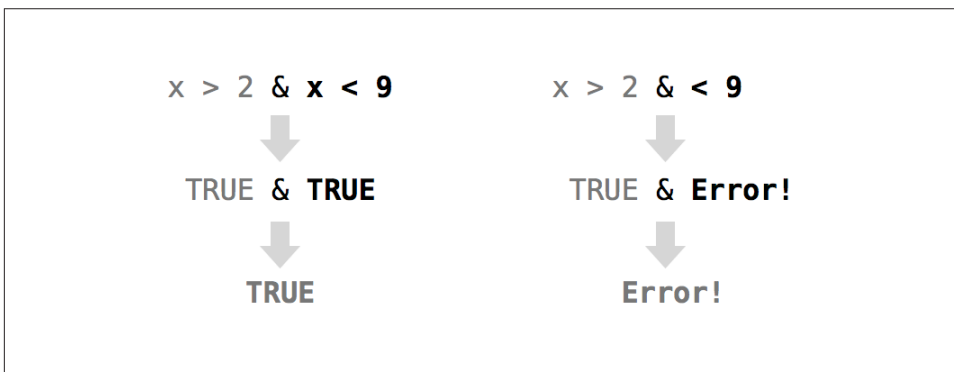 x > 2 & x < 9
x > 2 & < 9
TRUE & TRUE
TRUE & Error!
TRUE
Error!